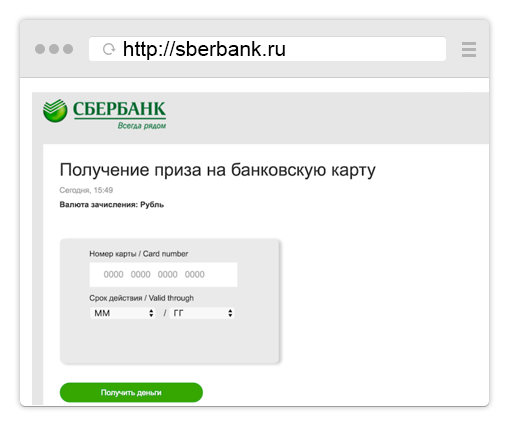 http://sberbank.ru
СБЕРБАНК
Всегда рядом
Получение приза на банковскую карту
Сегодня, 15:49
Валюта зачисления: Рубль
Номер карты / Card number
0000 0000 0000 0000
Срок действия / Valid through
ММ / ГГ
Получить деньги